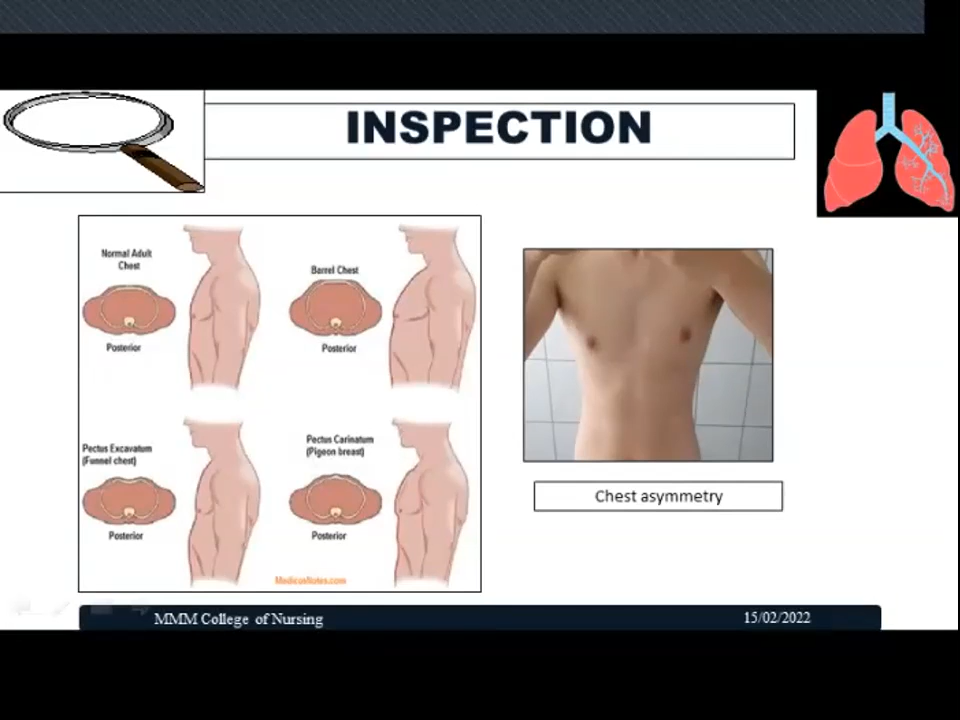 INSPECTION
Normal Adult
Chest
Posterior
Barrel Chest
Posterior
Pectus Excavatum
(Funnel chest)
Posterior
Pectus Carinatum
(Pigeon breast)
Posterior
MedicosNotes.com
Chest asymmetry
MMM College of Nursing
15/02/2022